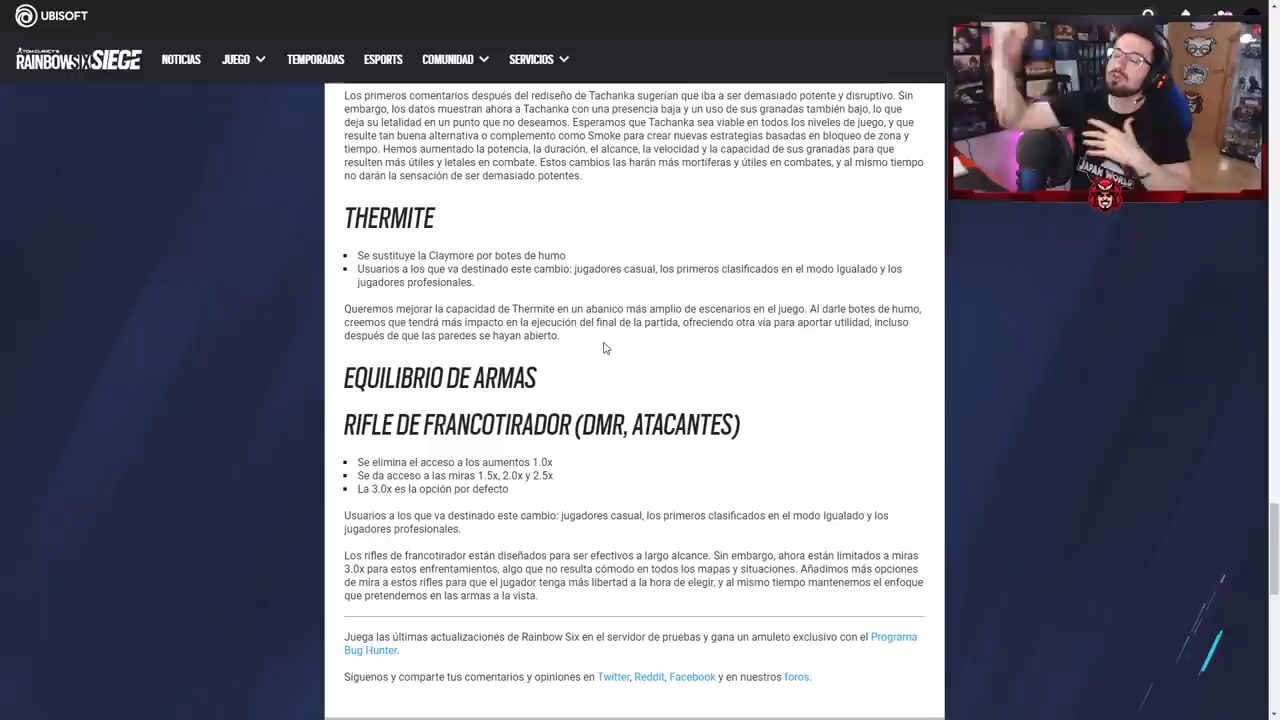 UBISOFT
TOM CLANCY'S
RAINBOWSIX SIEGE
NOTICIAS JUEGO TEMPORADAS ESPORTS COMUNIDAD SERVICIOS
Los primeros comentarios después del rediseño de Tachanka sugerían que iba a ser demasiado potente y disruptivo. Sin
embargo, los datos muestran ahora a Tachanka con una presencia baja y un uso de sus granadas también bajo, lo que
deja su letalidad en un punto que no deseamos. Esperamos que Tachanka sea viable en todos los niveles de juego, y que
resulte tan buena alternativa o complemento como Smoke para crear nuevas estrategias basadas en bloqueo de zona y
tiempo. Hemos aumentado la potencia, la duración, el alcance, la velocidad y la capacidad de sus granadas para que
resulten más útiles y letales en combate. Estos cambios las harán más mortíferas y útiles en combates, y al mismo tiempo
no darán la sensación de ser demasiado potentes.
THERMITE
Se sustituye la Claymore por botes de humo
Usuarios a los que va destinado este cambio: jugadores casual, los primeros clasificados en el modo Igualado y los
jugadores profesionales.
Queremos mejorar la capacidad de Thermite en un abanico más amplio de escenarios en el juego. Al darle botes de humo,
creemos que tendrá más impacto en la ejecución del final de la partida, ofreciendo otra vía para aportar utilidad, incluso
después de que las paredes se hayan abierto.
EQUILIBRIO DE ARMAS
RIFLE DE FRANCOTIRADOR (DMR, ATACANTES)
Se elimina el acceso a los aumentos 1.0x
Se da acceso a las miras 1.5x, 2.0x y 2.5x
La 3.0x es la opción por defecto
Usuarios a los que va destinado este cambio: jugadores casual, los primeros clasificados en el modo Igualado y los
jugadores profesionales.
Los rifles de francotirador están diseñados para ser efectivos a largo alcance. Sin embargo, ahora están limitados a miras
3.0x para estos enfrentamientos, algo que no resulta cómodo en todos los mapas y situaciones. Añadimos más opciones
de mira a estos rifles para que el jugador tenga más libertad a la hora de elegir, y al mismo tiempo mantenemos el enfoque
que pretendemos en las armas a la vista.
Juega las últimas actualizaciones de Rainbow Six en el servidor de pruebas y gana un amuleto exclusivo con el Programa
Bug Hunter.
Síguenos y comparte tus comentarios y opiniones en Twitter, Reddit, Facebook y en nuestros foros.
JAPAN WORLD